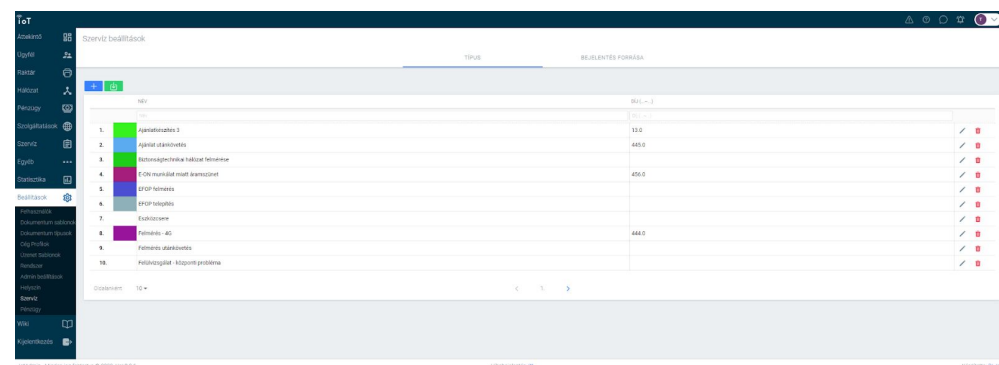 IoT
Áttekintő
Szerviz beállítások
TÍPUS
BEJELENTÉS FORRÁSA
Ügyfél
Raktár
Hálózat
Pénzügy
Szolgáltatások
Szerviz
Egyéb
Statisztika
Beállítások
Felhasználók
Dokumentum sablonok
Dokumentum típusok
Cég Profilok
Üzenet Sablonok
Rendszer
Admin beállítások
Helyszín
Szerviz
Pénzügy
Wiki
Kijelentkezés
NÉV
1. Ajánlatkészítés 3 13.0
2. Ajánlat utánkövetés 445.0
3. Biztonságtechnikai hálózat felmérése
4. E-ON munkálat miatt áramszünet 456.0
5. EFOP felmérés
6. EFOP telepítés
7. Eszközcsere
8. Felmérés - 4G 444.0
9. Felmérés utánkövetés
10. Felülvizsgálat - központi probléma
Oldalanként: 10
1